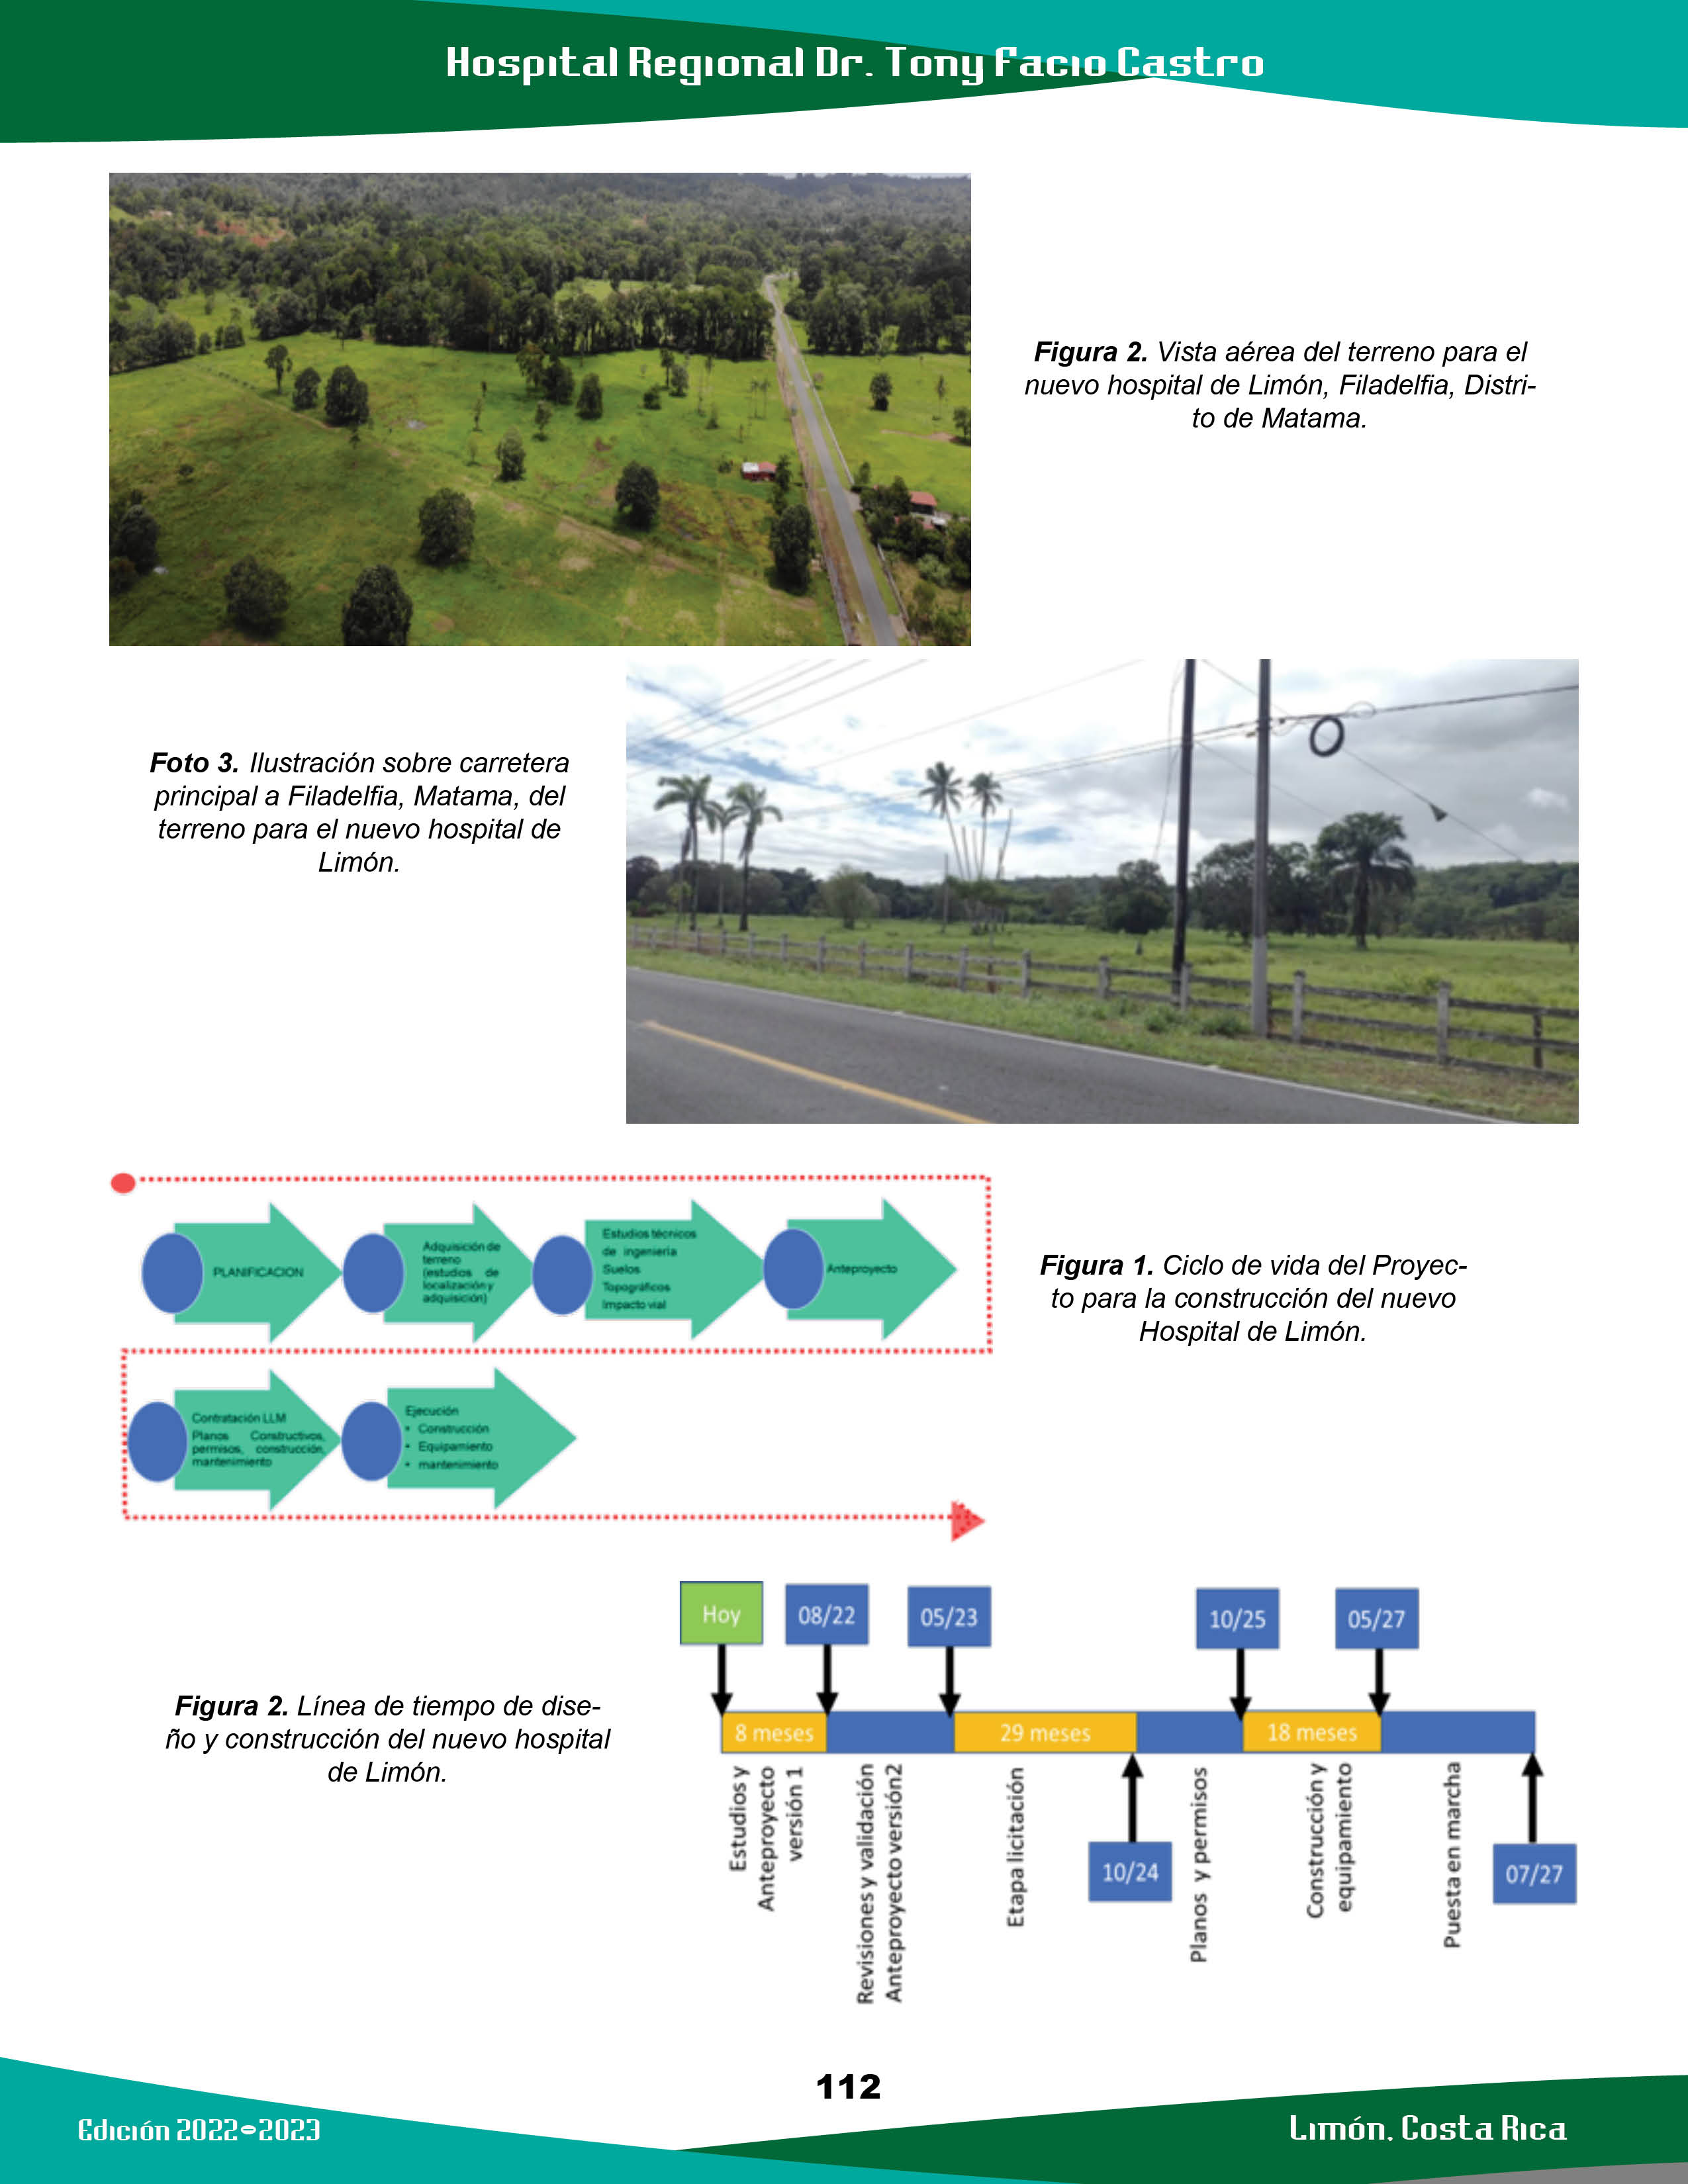 Hospital Regional Dr. Tony Facio Castro
Figura 2. Vista aérea del terreno para el
nuevo hospital de Limón, Filadelfia, Distri-
to de Matama.
Foto 3. Ilustración sobre carretera
principal a Filadelfia, Matama, del
terreno para el nuevo hospital de
Limón.
PLANIFICACION
Adquisición de
terreno
(estudios de
localización y
adquisición)
Estudios técnicos
de ingeniería
Suelos
Topográficos
Impacto vial
Anteproyecto
Contratación LLM
Planos Constructivos,
permisos, construcción,
mantenimiento
Ejecución
• Construcción
• Equipamiento
• mantenimiento
Figura 1. Ciclo de vida del Proyec-
to para la construcción del nuevo
Hospital de Limón.
Figura 2. Línea de tiempo de dise-
ño y construcción del nuevo hospital
de Limón.
Hoy
08/22
05/23
10/25
05/27
8 meses
29 meses
18 meses
Estudios y
Anteproyecto
versión 1
Revisiones y validación
Anteproyecto versión2
Etapa licitación
10/24
Planos y permisos
Construcción y
equipamiento
Puesta en marcha
07/27
112
Edición 2022-2023
Limón, Costa Rica